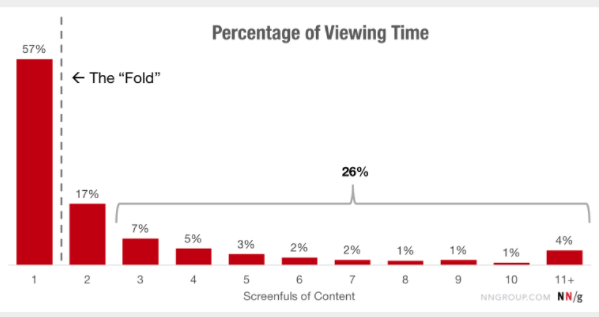 Percentage of Viewing Time
57%
← The “Fold”
17%
26%
7%
5%
3%
2%
2%
1%
1%
1%
4%
1 2 3 4 5 6 7 8 9 10 11+
Screenfuls of Content
NNGROUP.COM NN/g